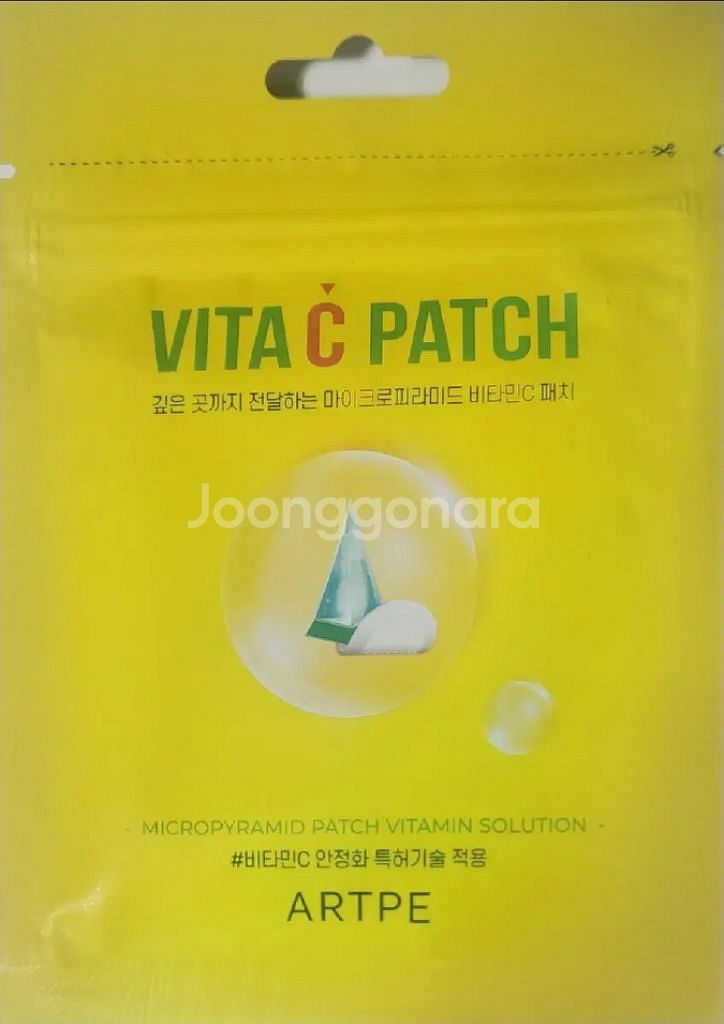 VITA C PATCH
깊은 곳까지 전달하는 마이크로피라미드 비타민C 패치
Joonggonara
- MICROPYRAMID PATCH VITAMIN SOLUTION -
#비타민C 안정화 특허기술 적용
ARTPE